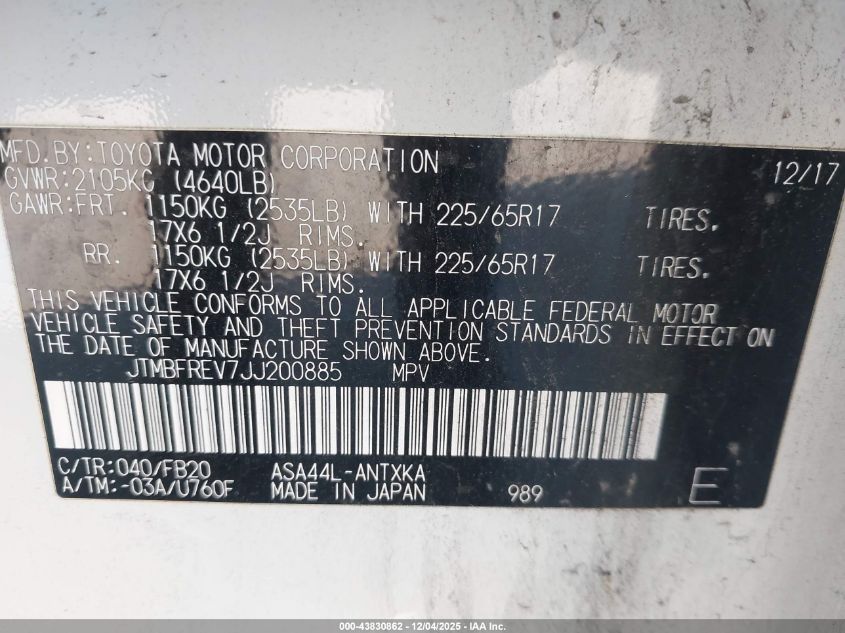 MFD.BY:TOYOTA MOTOR CORPORATION 12/17
GVWR:2105KG (4640LB)
GAWR:FRT. 1150KG (2535LB) WITH 225/65R17 TIRES.
17X6 1/2J RIMS.
RR. 1150KG (2535LB) WITH 225/65R17 TIRES.
17X6 1/2J RIMS.
THIS VEHICLE CONFORMS TO ALL APPLICABLE FEDERAL MOTOR
VEHICLE SAFETY AND THEFT PREVENTION STANDARDS IN EFFECT ON
THE DATE OF MANUFACTURE SHOWN ABOVE.
JTMBFREV7JJ200885 MPV
C/TR:040/FB20 ASA44L-ANTXKA
A/TM:-03A/U760F MADE IN JAPAN 989 E
000-43830862 - 12/04/2025 - IAA Inc.